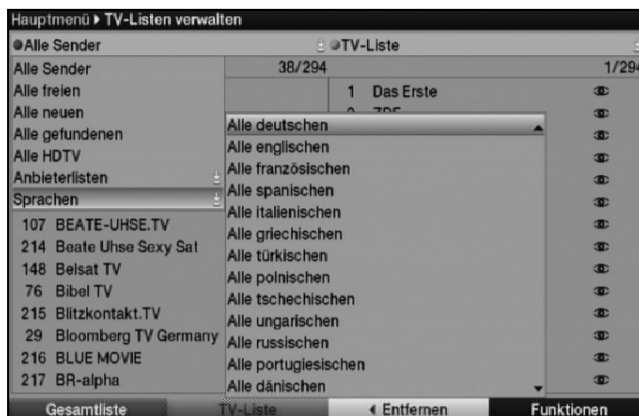 Hauptmenü ▸ TV-Listen verwalten
Alle Sender
TV-Liste
Alle Sender
38/294
1/294
Alle freien
1 Das Erste
Alle neuen
2 ZDF
Alle gefundenen
Alle HDTV
Anbieterlisten
Sprachen
Alle deutschen
Alle englischen
Alle französischen
Alle spanischen
Alle italienischen
Alle griechischen
Alle türkischen
Alle polnischen
Alle tschechischen
Alle ungarischen
Alle russischen
Alle portugiesischen
Alle dänischen
107 BEATE-UHSE.TV
214 Beate Uhse Sexy Sat
148 Belsat TV
76 Bibel TV
215 Blitzkontakt.TV
29 Bloomberg TV Germany
216 BLUE MOVIE
217 BR-alpha
Gesamtliste
TV-Liste
Entfernen
Funktionen